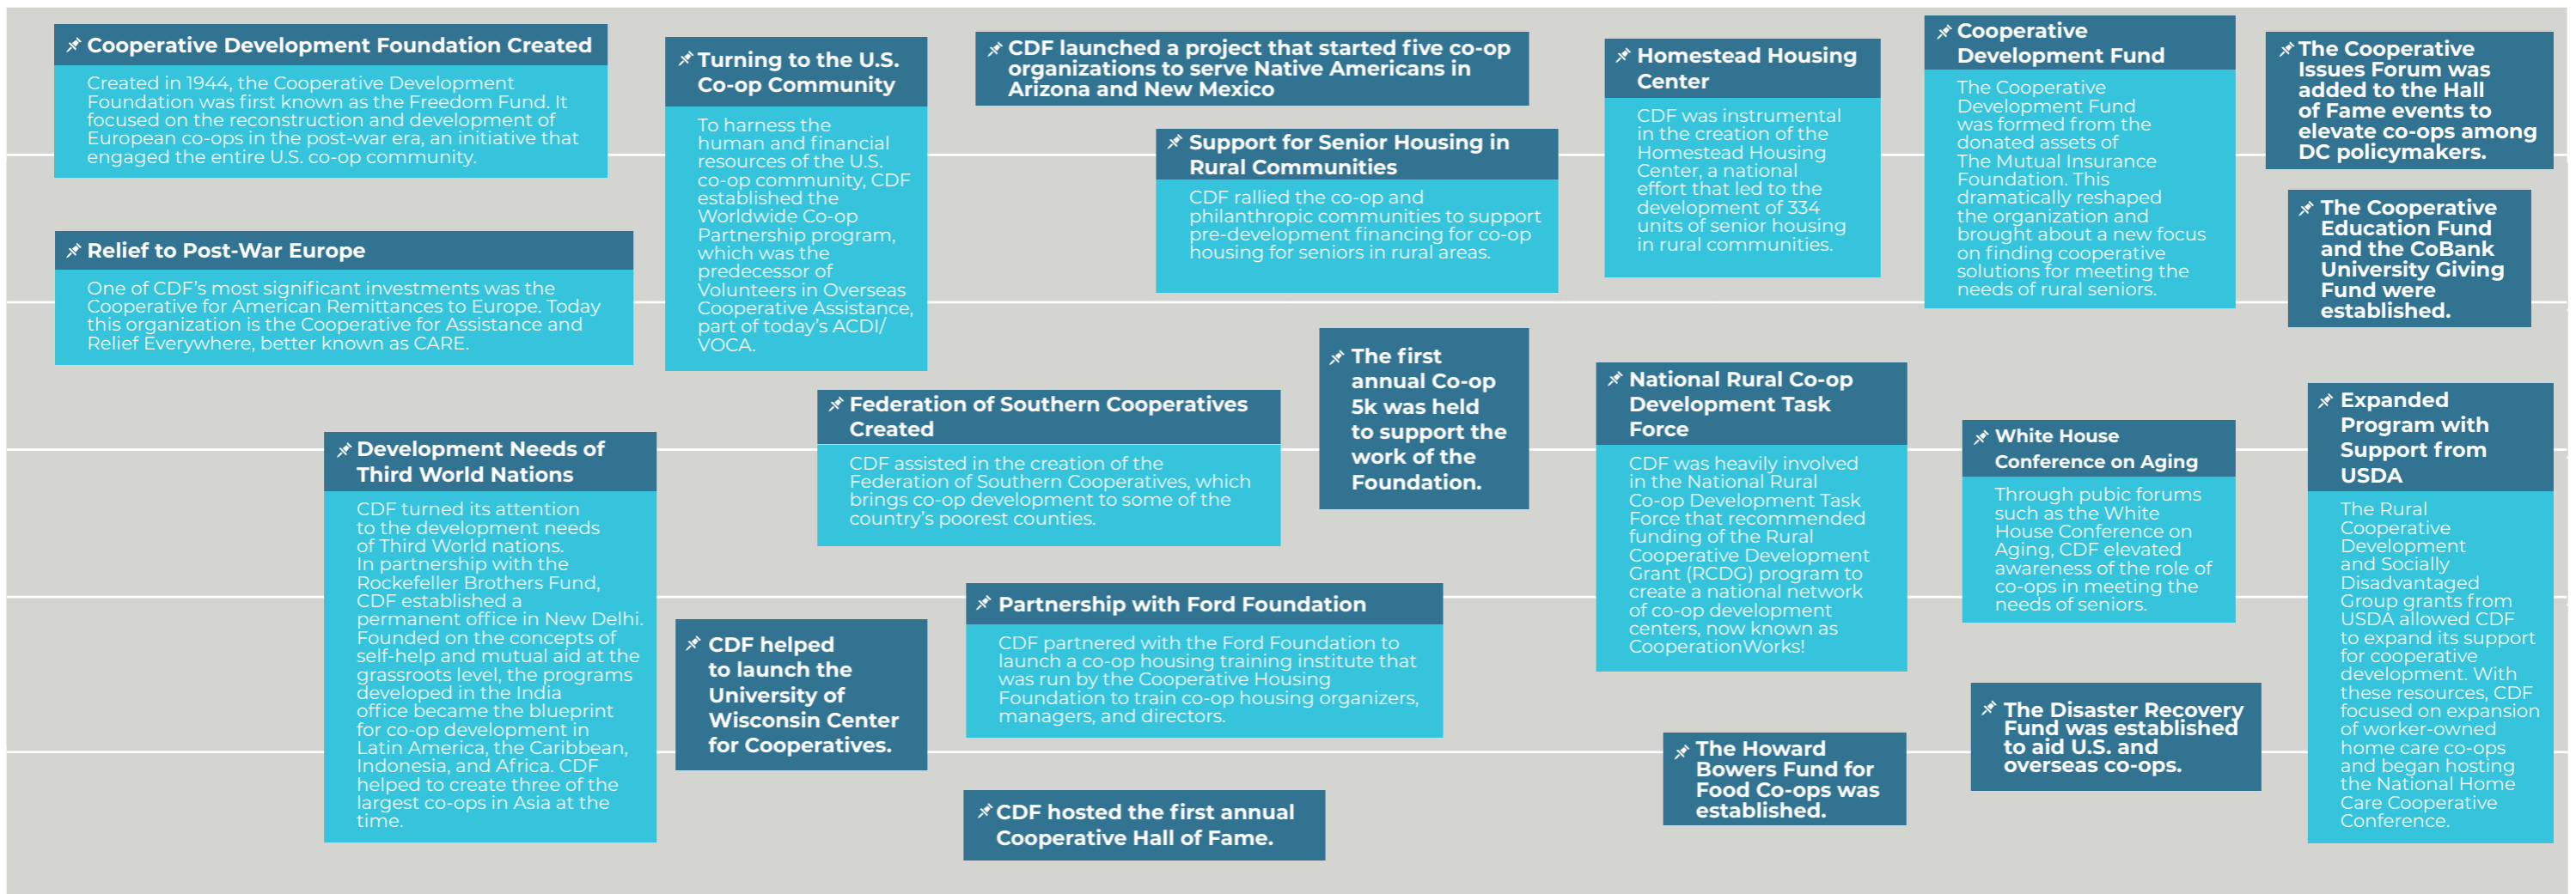 Cooperative Development Foundation Created
Created in 1944, the Cooperative Development
Foundation was first known as the Freedom Fund. It
focused on the reconstruction and development of
European co-ops in the post-war era, an initiative that
engaged the entire U.S. co-op community.
Relief to Post-War Europe
One of CDF's most significant investments was the
Cooperative for American Remittances to Europe. Today
this organization is the Cooperative for Assistance and
Relief Everywhere, better known as CARE.
Development Needs of
Third World Nations
CDF turned its attention
to the development needs
of Third World nations.
In partnership with the
Rockefeller Brothers Fund,
CDF established a
permanent office in New Delhi.
Founded on the concepts of
self-help and mutual aid at the
grassroots level, the programs
developed in the India
office became the blueprint
for co-op development in
Latin America, the Caribbean,
Indonesia, and Africa. CDF
helped to create three of the
largest co-ops in Asia at the
time.
Turning to the U.S.
Co-op Community
To harness the
human and financial
resources of the U.S.
co-op community, CDF
established the
Worldwide Co-op
Partnership program,
which was the
predecessor of
Volunteers in Overseas
Cooperative Assistance,
part of today's ACDI/
VOCA.
CDF helped
to launch the
University of
Wisconsin Center
for Cooperatives.
Federation of Southern Cooperatives
Created
CDF assisted in the creation of the
Federation of Southern Cooperatives, which
brings co-op development to some of the
country's poorest counties.
CDF launched a project that started five co-op
organizations to serve Native Americans in
Arizona and New Mexico
Partnership with Ford Foundation
CDF partnered with the Ford Foundation to
launch a co-op housing training institute that
was run by the Cooperative Housing
Foundation to train co-op housing organizers,
managers, and directors.
CDF hosted the first annual
Cooperative Hall of Fame.
Support for Senior Housing in
Rural Communities
CDF rallied the co-op and
philanthropic communities to support
pre-development financing for co-op
housing for seniors in rural areas.
The first
annual Co-op
5k was held
to support the
work of the
Foundation.
Homestead Housing
Center
CDF was instrumental
in the creation of the
Homestead Housing
Center, a national
effort that led to the
development of 334
units of senior housing
in rural communities.
National Rural Co-op
Development Task
Force
CDF was heavily involved
in the National Rural
Co-op Development Task
Force that recommended
funding of the Rural
Cooperative Development
Grant (RCDG) program to
create a national network
of co-op development
centers, now known as
CooperationWorks!
The Howard
Bowers Fund for
Food Co-ops was
established.
Cooperative
Development Fund
The Cooperative
Development Fund
was formed from the
donated assets of
The Mutual Insurance
Foundation. This
dramatically reshaped
the organization and
brought about a new focus
on finding cooperative
solutions for meeting the
needs of rural seniors.
White House
Conference on Aging
Through pubic forums
such as the White
House Conference on
Aging, CDF elevated
awareness of the role of
co-ops in meeting the
needs of seniors.
The Disaster Recovery
Fund was established
to aid U.S. and
overseas co-ops.
The Cooperative
Issues Forum was
added to the Hall
of Fame events to
elevate co-ops among
DC policymakers.
The Cooperative
Education Fund
and the CoBank
University Giving
Fund were
established.
Expanded
Program with
Support from
USDA
The Rural
Cooperative
Development
and Socially
Disadvantaged
Group grants from
USDA allowed CDF
to expand its support
for cooperative
development. With
these resources, CDF
focused on expansion
of worker-owned
home care co-ops
and began hosting
the National Home
Care Cooperative
Conference.